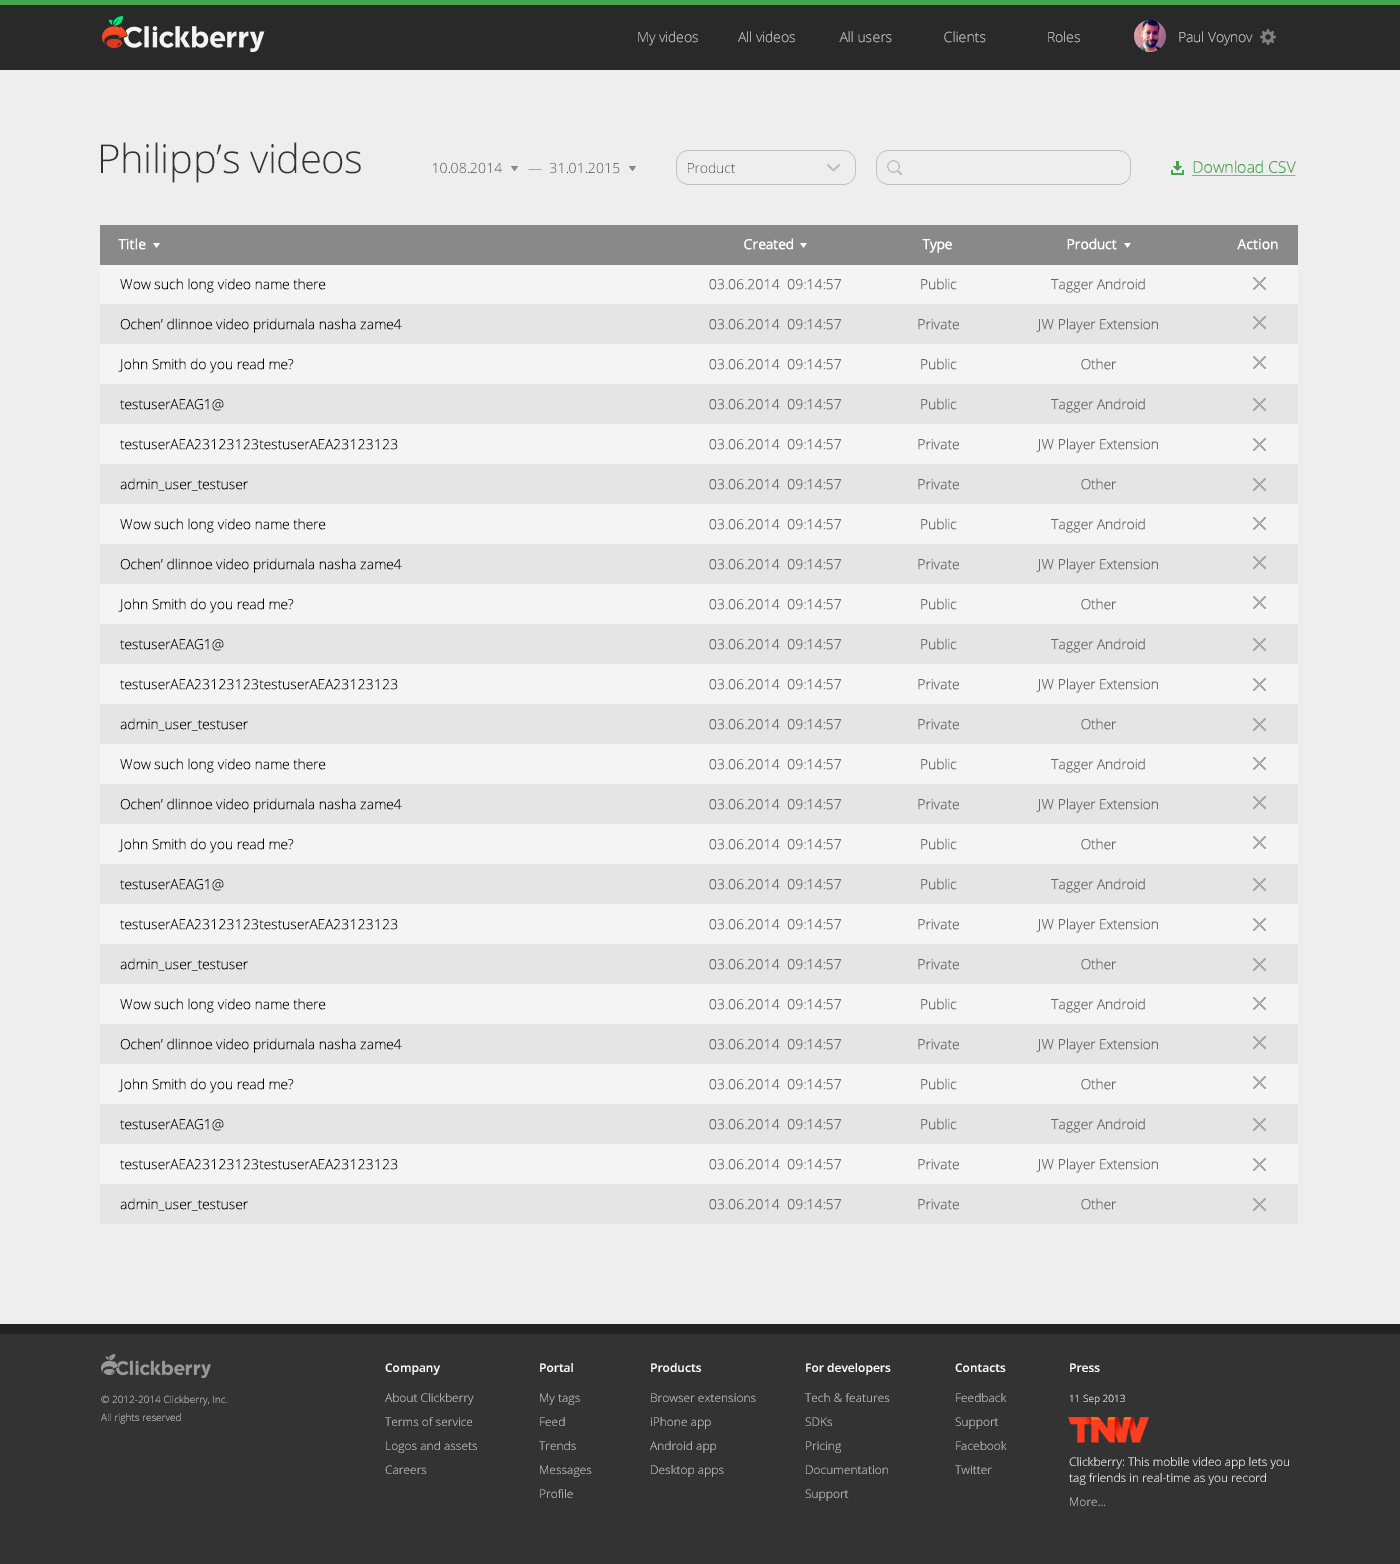 Clickberry
My videos All videos All users Clients Roles Paul Voynov
Philipp’s videos 10.08.2014 — 31.01.2015 Product Download CSV
Title Created Type Product Action
Wow such long video name there 03.06.2014 09:14:57 Public Tagger Android
Ochen’ dlinnoe video pridumala nasha zame4 03.06.2014 09:14:57 Private JW Player Extension
John Smith do you read me? 03.06.2014 09:14:57 Public Other
testuserAEAG1@ 03.06.2014 09:14:57 Public Tagger Android
testuserAEA23123123testuserAEA23123123 03.06.2014 09:14:57 Private JW Player Extension
admin_user_testuser 03.06.2014 09:14:57 Private Other
Wow such long video name there 03.06.2014 09:14:57 Public Tagger Android
Ochen’ dlinnoe video pridumala nasha zame4 03.06.2014 09:14:57 Private JW Player Extension
John Smith do you read me? 03.06.2014 09:14:57 Public Other
testuserAEAG1@ 03.06.2014 09:14:57 Public Tagger Android
testuserAEA23123123testuserAEA23123123 03.06.2014 09:14:57 Private JW Player Extension
admin_user_testuser 03.06.2014 09:14:57 Private Other
Wow such long video name there 03.06.2014 09:14:57 Public Tagger Android
Ochen’ dlinnoe video pridumala nasha zame4 03.06.2014 09:14:57 Private JW Player Extension
John Smith do you read me? 03.06.2014 09:14:57 Public Other
testuserAEAG1@ 03.06.2014 09:14:57 Public Tagger Android
testuserAEA23123123testuserAEA23123123 03.06.2014 09:14:57 Private JW Player Extension
admin_user_testuser 03.06.2014 09:14:57 Private Other
Wow such long video name there 03.06.2014 09:14:57 Public Tagger Android
Ochen’ dlinnoe video pridumala nasha zame4 03.06.2014 09:14:57 Private JW Player Extension
John Smith do you read me? 03.06.2014 09:14:57 Public Other
testuserAEAG1@ 03.06.2014 09:14:57 Public Tagger Android
testuserAEA23123123testuserAEA23123123 03.06.2014 09:14:57 Private JW Player Extension
admin_user_testuser 03.06.2014 09:14:57 Private Other
Clickberry
© 2012-2014 Clickberry, Inc.
All rights reserved
Company
About Clickberry
Terms of service
Logos and assets
Careers
Portal
My tags
Feed
Trends
Messages
Profile
Products
Browser extensions
iPhone app
Android app
Desktop apps
For developers
Tech & features
SDKs
Pricing
Documentation
Support
Contacts
Feedback
Support
Facebook
Twitter
Press
11 Sep 2013
TNW
Clickberry: This mobile video app lets you
tag friends in real-time as you record
More...